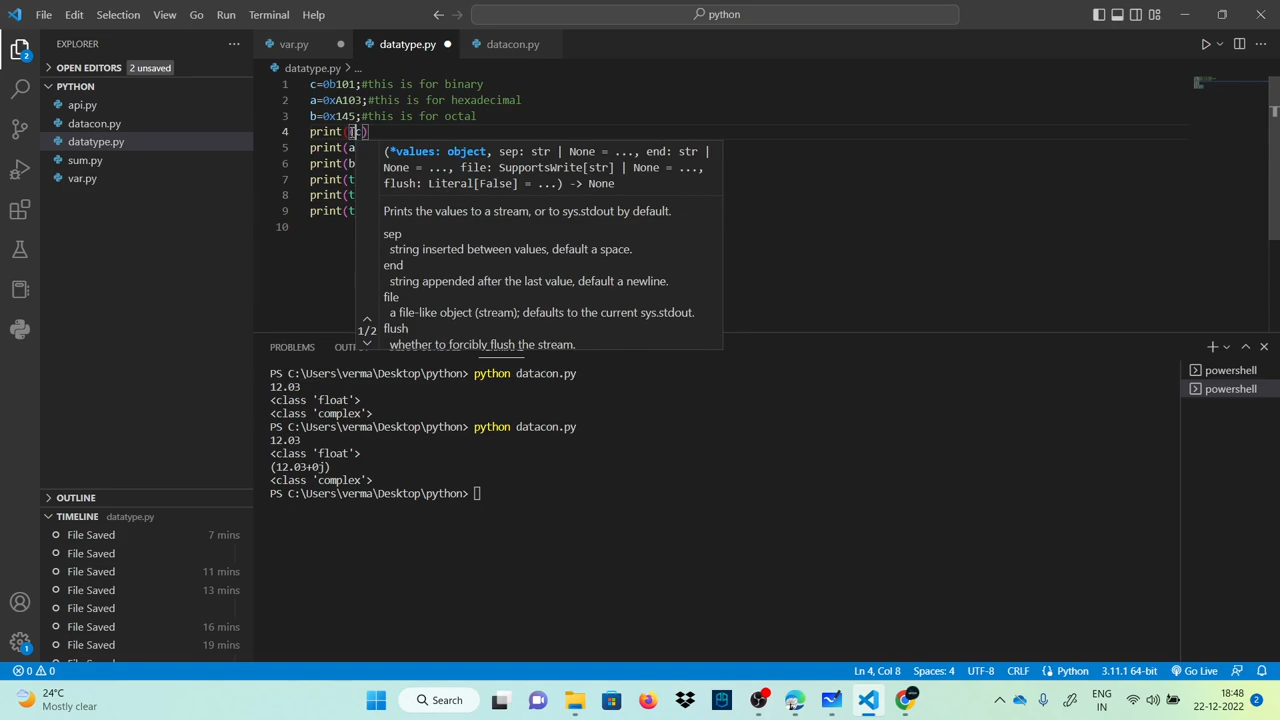 File Edit Selection View Go Run Terminal Help
python
EXPLORER
OPEN EDITORS 2 unsaved
PYTHON
api.py
datacon.py
datatype.py
sum.py
var.py
OUTLINE
TIMELINE datatype.py
File Saved 7 mins
File Saved
File Saved 11 mins
File Saved 13 mins
File Saved
File Saved 16 mins
File Saved 19 mins
var.py datatype.py datacon.py
datatype.py > ...
1 c=0b101;#this is for binary
2 a=0xA103;#this is for hexadecimal
3 b=0x145;#this is for octal
4 print(c)
5 print(a
6 print(b
7 print(t
8 print(t
9 print(t
10
(*values: object, sep: str | None = ..., end: str |
None = ..., file: SupportsWrite[str] | None = ...,
flush: Literal[False] = ...) -> None
Prints the values to a stream, or to sys.stdout by default.
sep
string inserted between values, default a space.
end
string appended after the last value, default a newline.
file
a file-like object (stream); defaults to the current sys.stdout.
flush
whether to forcibly flush the stream.
1/2
PROBLEMS OUTP
powershell
powershell
PS C:\Users\verma\Desktop\python> python datacon.py
12.03
<class 'float'>
<class 'complex'>
PS C:\Users\verma\Desktop\python> python datacon.py
12.03
<class 'float'>
(12.03+0j)
<class 'complex'>
PS C:\Users\verma\Desktop\python>
0 0 Ln 4, Col 8 Spaces: 4 UTF-8 CRLF Python 3.11.1 64-bit Go Live
24°C
Mostly clear
Search
ENG
IN
18:48
22-12-2022
2